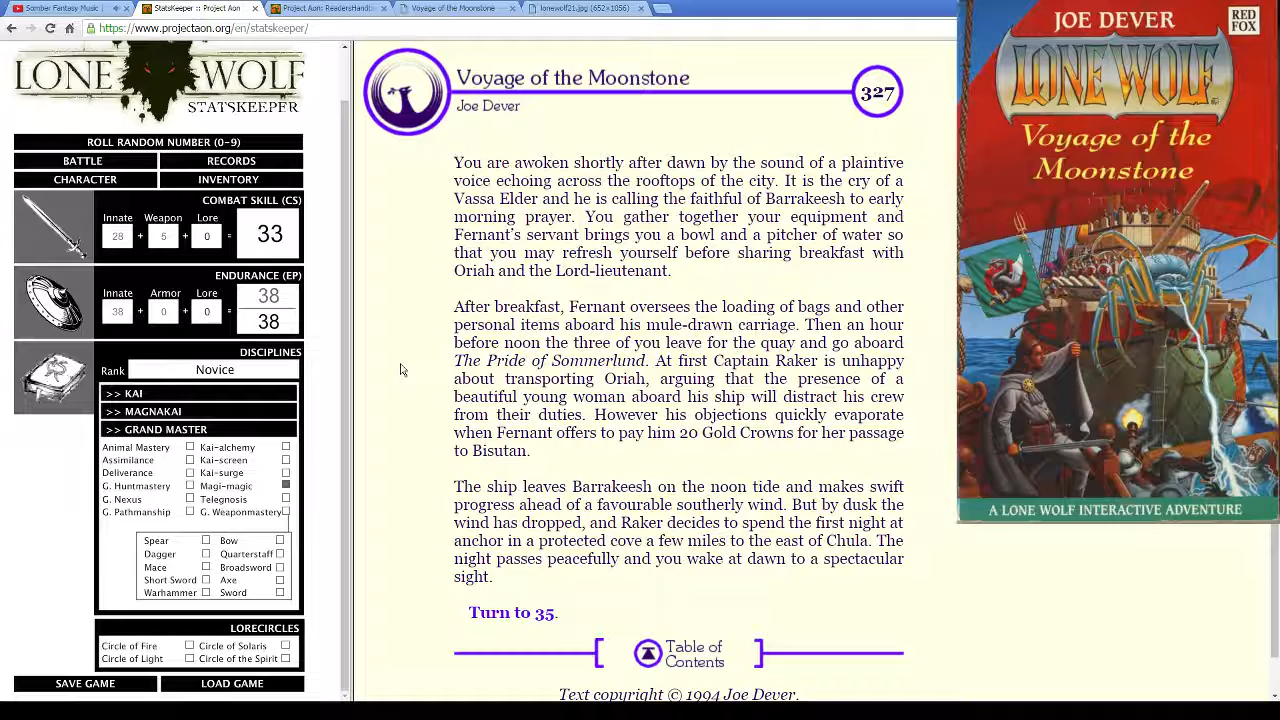 Somber Fantasy Music
StatsKeeper :: Project Aon
Project Aon: ReadersHandb
Voyage of the Moonstone
lonewolf21.jpg (652×1056)
https://www.projectaon.org/en/statskeeper/
LONE WOLF
STATSKEEPER
ROLL RANDOM NUMBER (0-9)
BATTLE RECORDS
CHARACTER INVENTORY
COMBAT SKILL (CS)
Innate Weapon Lore
28 + 5 + 0 = 33
ENDURANCE (EP)
38
Innate Armor Lore
38 + 0 + 0 =
38
DISCIPLINES
Rank Novice
>> KAI
>> MAGNAKAI
>> GRAND MASTER
Animal Mastery Kai-alchemy
Assimilance Kai-screen
Deliverance Kai-surge
G. Huntmastery Magi-magic
G. Nexus Telegnosis
G. Pathmanship G. Weaponmastery
Spear Bow
Dagger Quarterstaff
Mace Broadsword
Short Sword Axe
Warhammer Sword
LORECIRCLES
Circle of Fire Circle of Solaris
Circle of Light Circle of the Spirit
SAVE GAME LOAD GAME
Voyage of the Moonstone
327
Joe Dever
You are awoken shortly after dawn by the sound of a plaintive
voice echoing across the rooftops of the city. It is the cry of a
Vassa Elder and he is calling the faithful of Barrakeesh to early
morning prayer. You gather together your equipment and
Fernant's servant brings you a bowl and a pitcher of water so
that you may refresh yourself before sharing breakfast with
Oriah and the Lord-lieutenant.
After breakfast, Fernant oversees the loading of bags and other
personal items aboard his mule-drawn carriage. Then an hour
before noon the three of you leave for the quay and go aboard
The Pride of Sommerlund. At first Captain Raker is unhappy
about transporting Oriah, arguing that the presence of a
beautiful young woman aboard his ship will distract his crew
from their duties. However his objections quickly evaporate
when Fernant offers to pay him 20 Gold Crowns for her passage
to Bisutan.
The ship leaves Barrakeesh on the noon tide and makes swift
progress ahead of a favourable southerly wind. But by dusk the
wind has dropped, and Raker decides to spend the first night at
anchor in a protected cove a few miles to the east of Chula. The
night passes peacefully and you wake at dawn to a spectacular
sight.
Turn to 35.
Table of
Contents
Text copyright © 1994 Joe Dever.
JOE DEVER
RED
FOX
LONE WOLF
Voyage of the
Moonstone
A LONE WOLF INTERACTIVE ADVENTURE